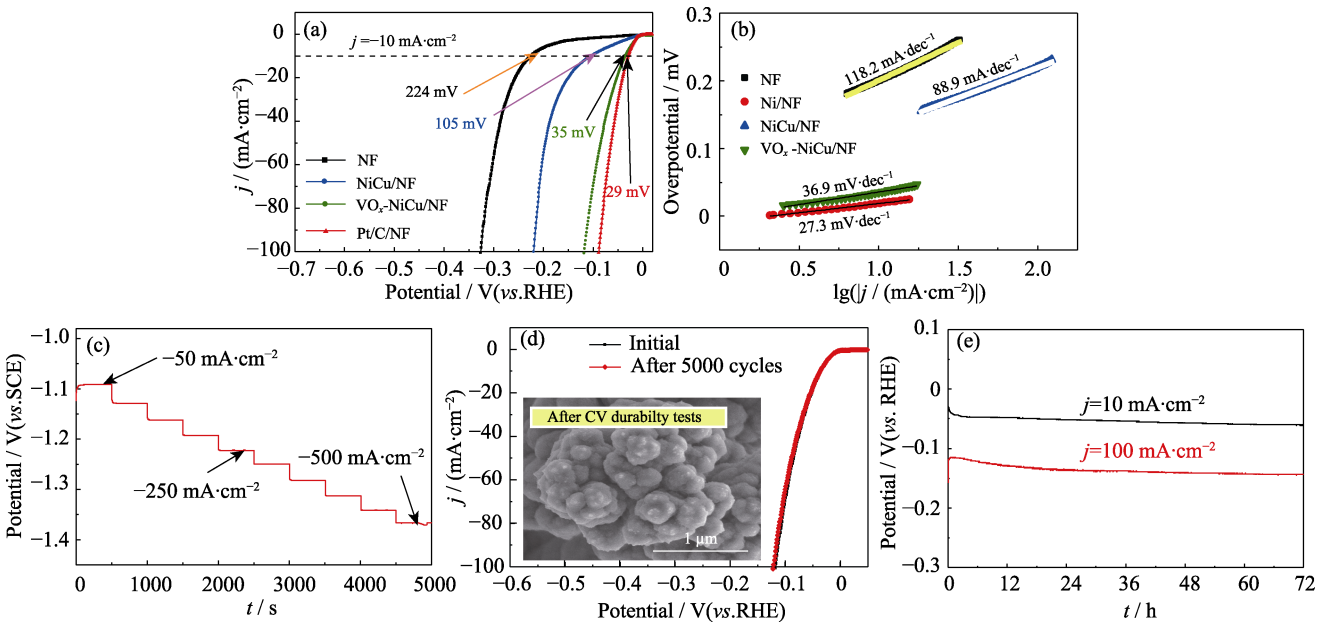 (a)
j =−10 mA·cm⁻²
224 mV
105 mV
35 mV
29 mV
NF
NiCu/NF
VOₓ-NiCu/NF
Pt/C/NF
0
−20
−40
−60
−80
−100
j / (mA·cm⁻²)
−0.7 −0.6 −0.5 −0.4 −0.3 −0.2 −0.1 0
Potential / V(vs.RHE)
(b)
118.2 mA·dec⁻¹
88.9 mA·dec⁻¹
NF
Ni/NF
NiCu/NF
VOₓ -NiCu/NF
36.9 mV·dec⁻¹
27.3 mV·dec⁻¹
0.3
0.2
0.1
0
Overpotential / mV
0 0.5 1.0 1.5 2.0
lg(|j / (mA·cm⁻²)|)
(c)
−50 mA·cm⁻²
−250 mA·cm⁻²
−500 mA·cm⁻²
−1.0
−1.1
−1.2
−1.3
−1.4
Potential / V(vs.SCE)
0 1000 2000 3000 4000 5000
t / s
(d)
Initial
After 5000 cycles
After CV durabilty tests
1 μm
0
−20
−40
−60
−80
−100
j / (mA·cm⁻²)
−0.6 −0.5 −0.4 −0.3 −0.2 −0.1 0
Potential / V(vs.RHE)
(e)
j=10 mA·cm⁻²
j=100 mA·cm⁻²
0.1
0
−0.1
−0.2
−0.3
Potential / V(vs. RHE)
0 12 24 36 48 60 72
t / h